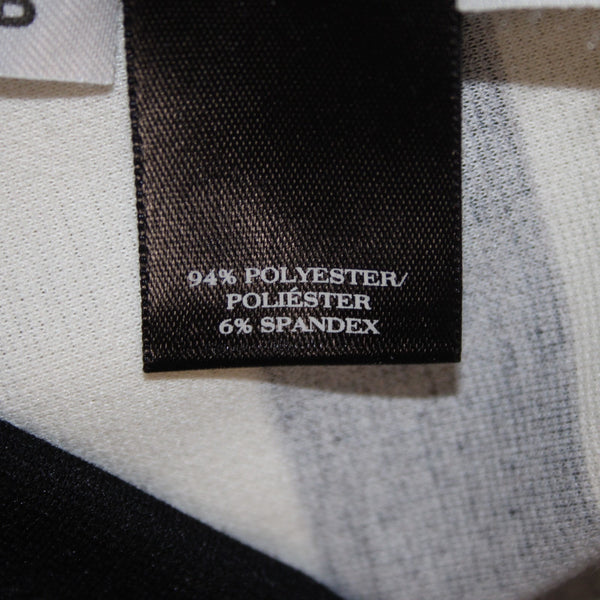 94% POLYESTER/
POLIÉSTER
6% SPANDEX